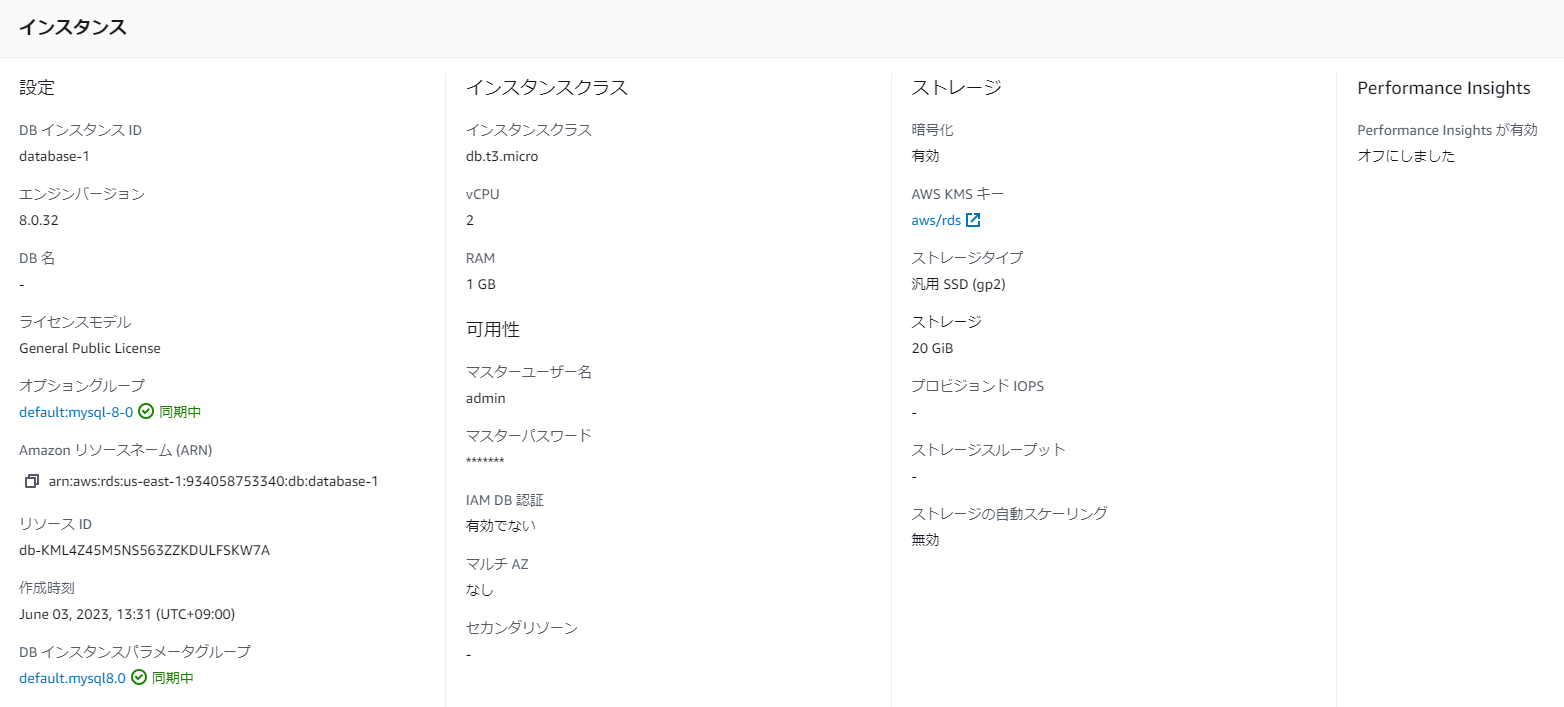 インスタンス
設定
DB インスタンス ID
database-1
エンジンバージョン
8.0.32
DB 名
-
ライセンスモデル
General Public License
オプショングループ
default:mysql-8-0 同期中
Amazon リソースネーム (ARN)
arn:aws:rds:us-east-1:934058753340:db:database-1
リソース ID
db-KML4Z45M5NS563ZZKDULFSKW7A
作成時刻
June 03, 2023, 13:31 (UTC+09:00)
DB インスタンスパラメータグループ
default.mysql8.0 同期中
インスタンスクラス
インスタンスクラス
db.t3.micro
vCPU
2
RAM
1 GB
可用性
マスターユーザー名
admin
マスターパスワード
*******
IAM DB 認証
有効でない
マルチ AZ
なし
セカンダリゾーン
-
ストレージ
暗号化
有効
AWS KMS キー
aws/rds
ストレージタイプ
汎用 SSD (gp2)
ストレージ
20 GiB
プロビジョンド IOPS
-
ストレージスループット
-
ストレージの自動スケーリング
無効
Performance Insights
Performance Insights が有効
オフにしました